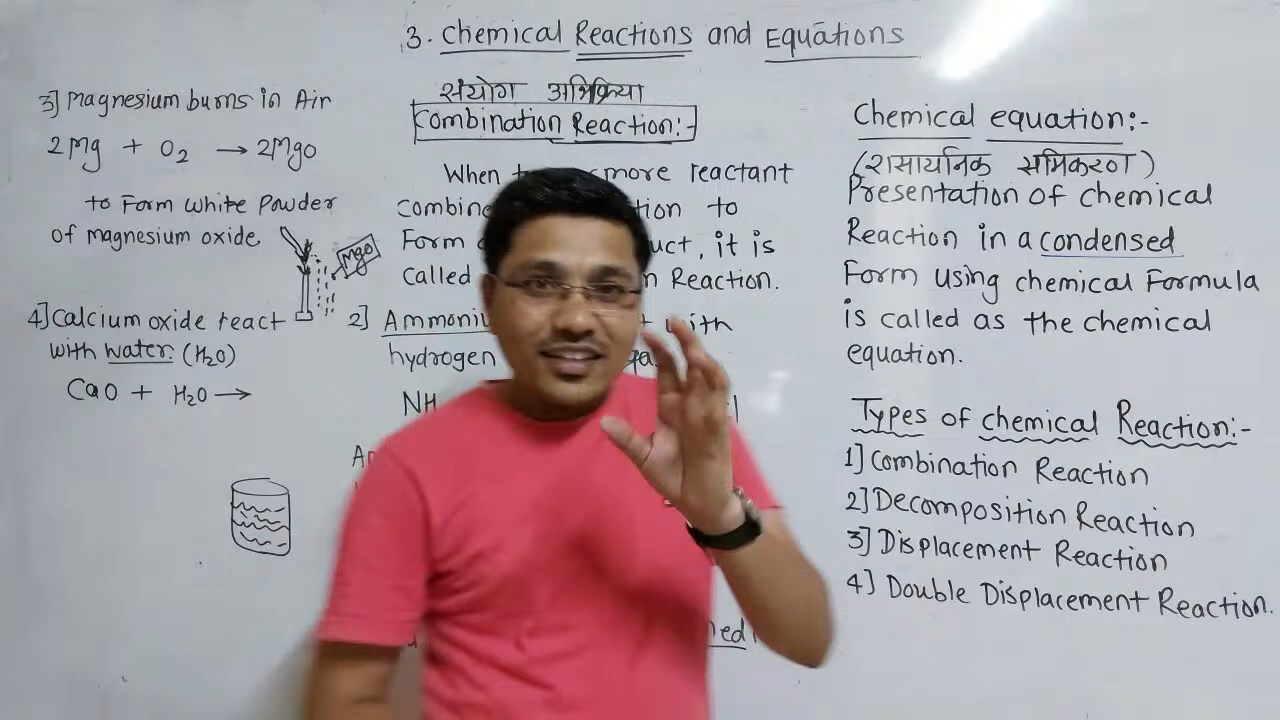 3. Chemical Reactions and Equations
3] Magnesium burns in Air
2Mg + O2 → 2MgO
to Form white Powder
of magnesium oxide
MgO
4] Calcium oxide react
with water (H2O)
CaO + H2O →
संयोग अभिक्रिया
Combination Reaction:-
When more reactant
combine tion to
Form uct, it is
called n Reaction.
2] Ammoniu with
hydrogen ga
NH l
Am
ned
Chemical equation:-
(रासायनिक समिकरण)
Presentation of chemical
Reaction in a condensed
Form using chemical Formula
is called as the chemical
equation.
Types of chemical Reaction:-
1] Combination Reaction
2] Decomposition Reaction
3] Displacement Reaction
4] Double Displacement Reaction.